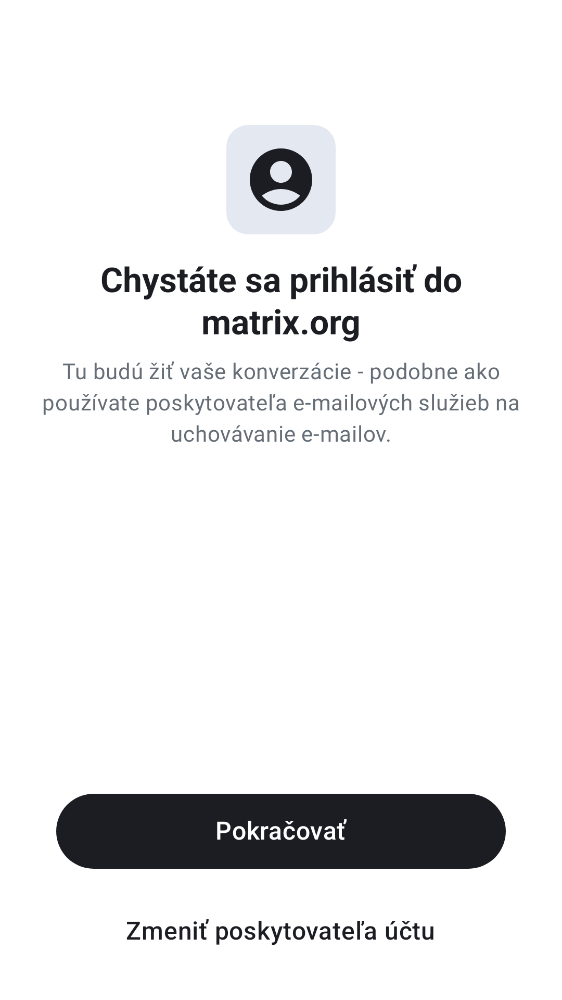 Chystáte sa prihlásiť do
matrix.org
Tu budú žiť vaše konverzácie - podobne ako
používate poskytovateľa e-mailových služieb na
uchovávanie e-mailov.
Pokračovať
Zmeniť poskytovateľa účtu